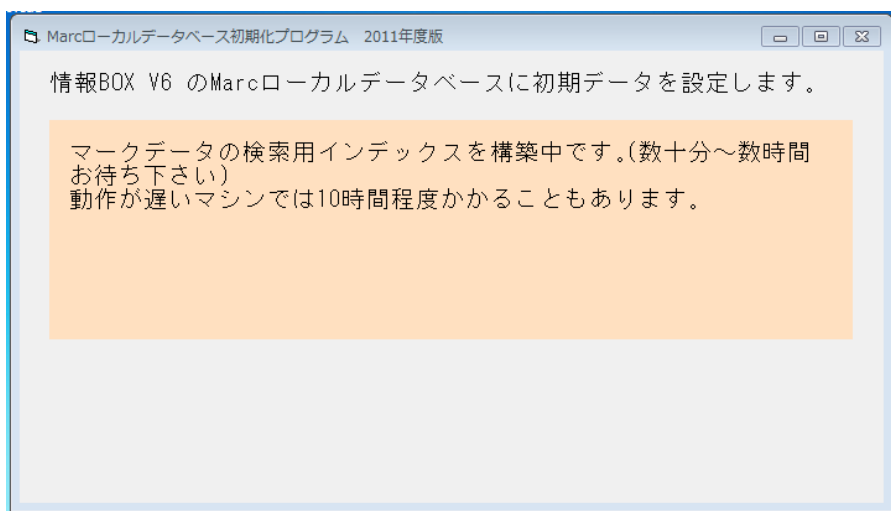 Marcローカルデータベース初期化プログラム　2011年度版
情報BOX V6 のMarcローカルデータベースに初期データを設定します。
マークデータの検索用インデックスを構築中です。(数十分～数時間
お待ち下さい)
動作が遅いマシンでは10時間程度かかることもあります。